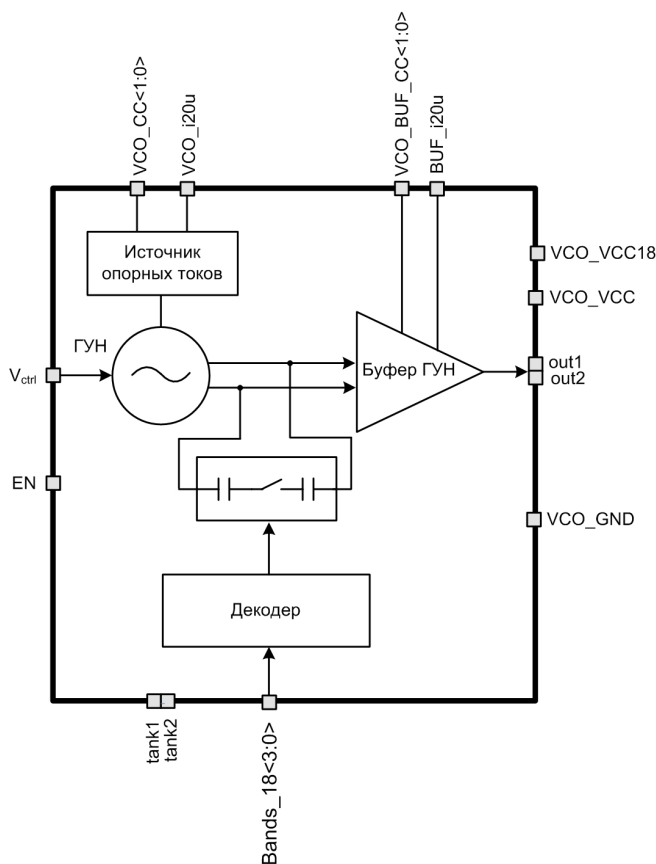 VCO_CC<1:0>
VCO_i20u
VCO_BUF_CC<1:0>
BUF_i20u
Источник
опорных токов
VCO_VCC18
VCO_VCC
ГУН
Vctrl
Буфер ГУН
out1
out2
EN
VCO_GND
Декодер
tank1
tank2
Bands_18<3:0>